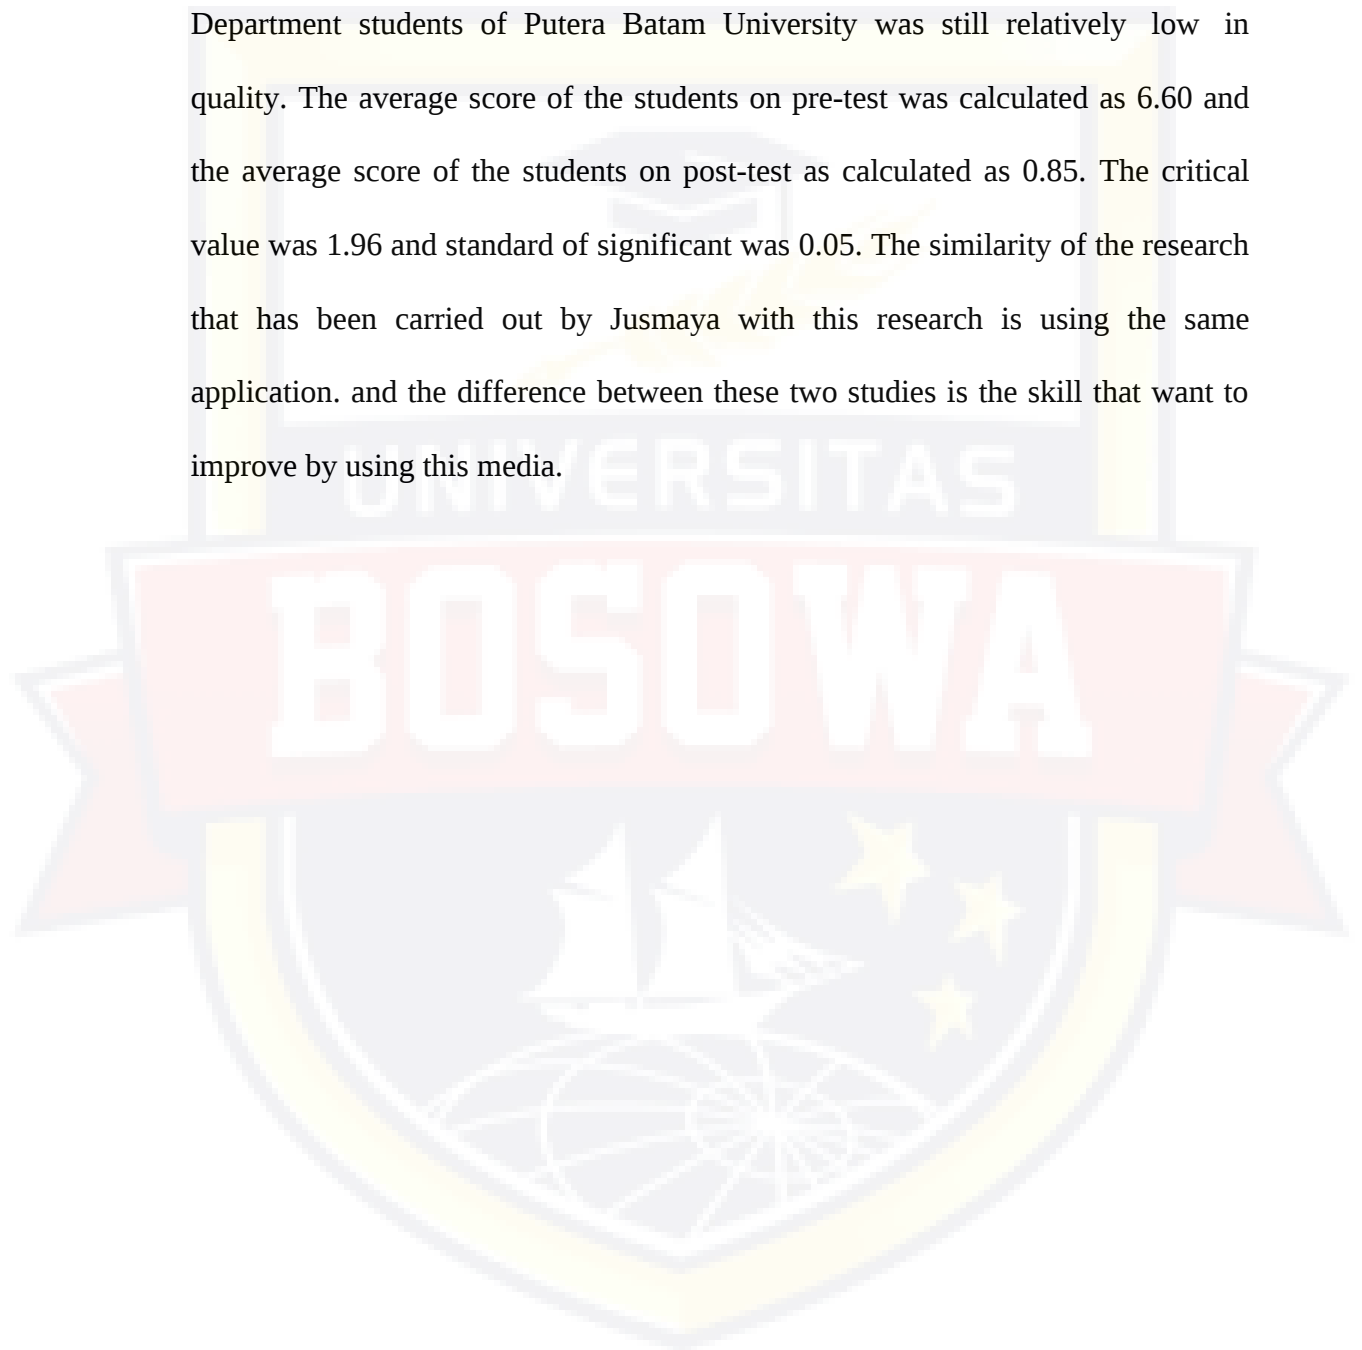 Department students of Putera Batam University was still relatively low in
quality. The average score of the students on pre-test was calculated as 6.60 and
the average score of the students on post-test as calculated as 0.85. The critical
value was 1.96 and standard of significant was 0.05. The similarity of the research
that has been carried out by Jusmaya with this research is using the same
application. and the difference between these two studies is the skill that want to
improve by using this media.
UNIVERSITAS
BOSOWA